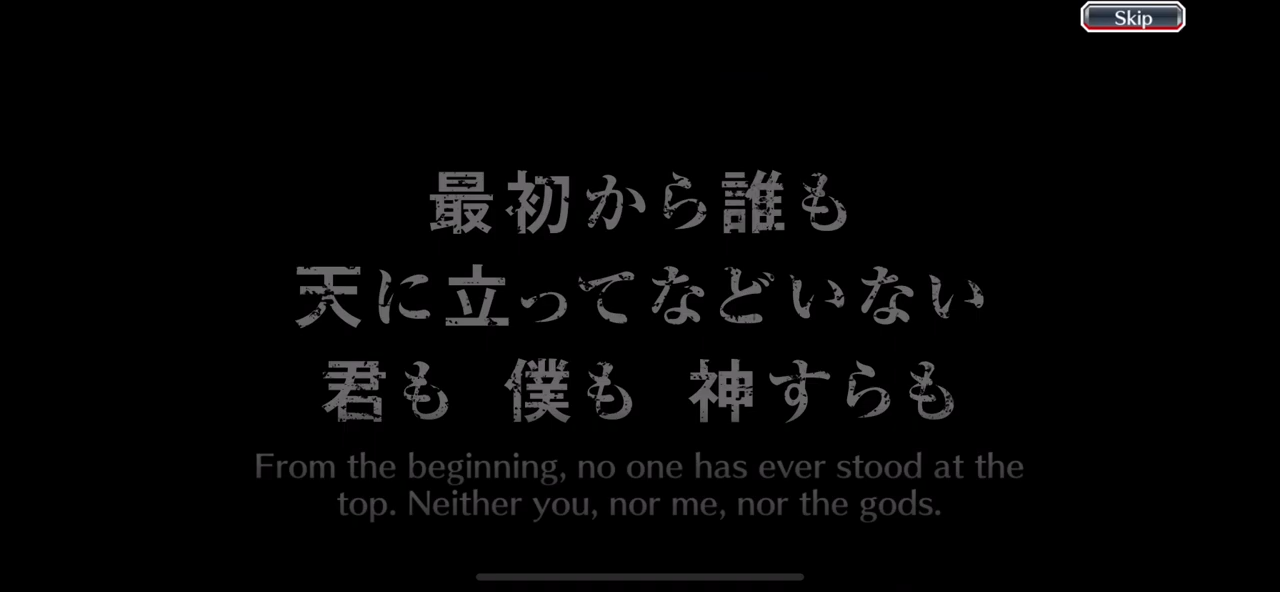 Skip
最初から誰も
天に立ってなどいない
君も 僕も 神すらも
From the beginning, no one has ever stood at the
top. Neither you, nor me, nor the gods.